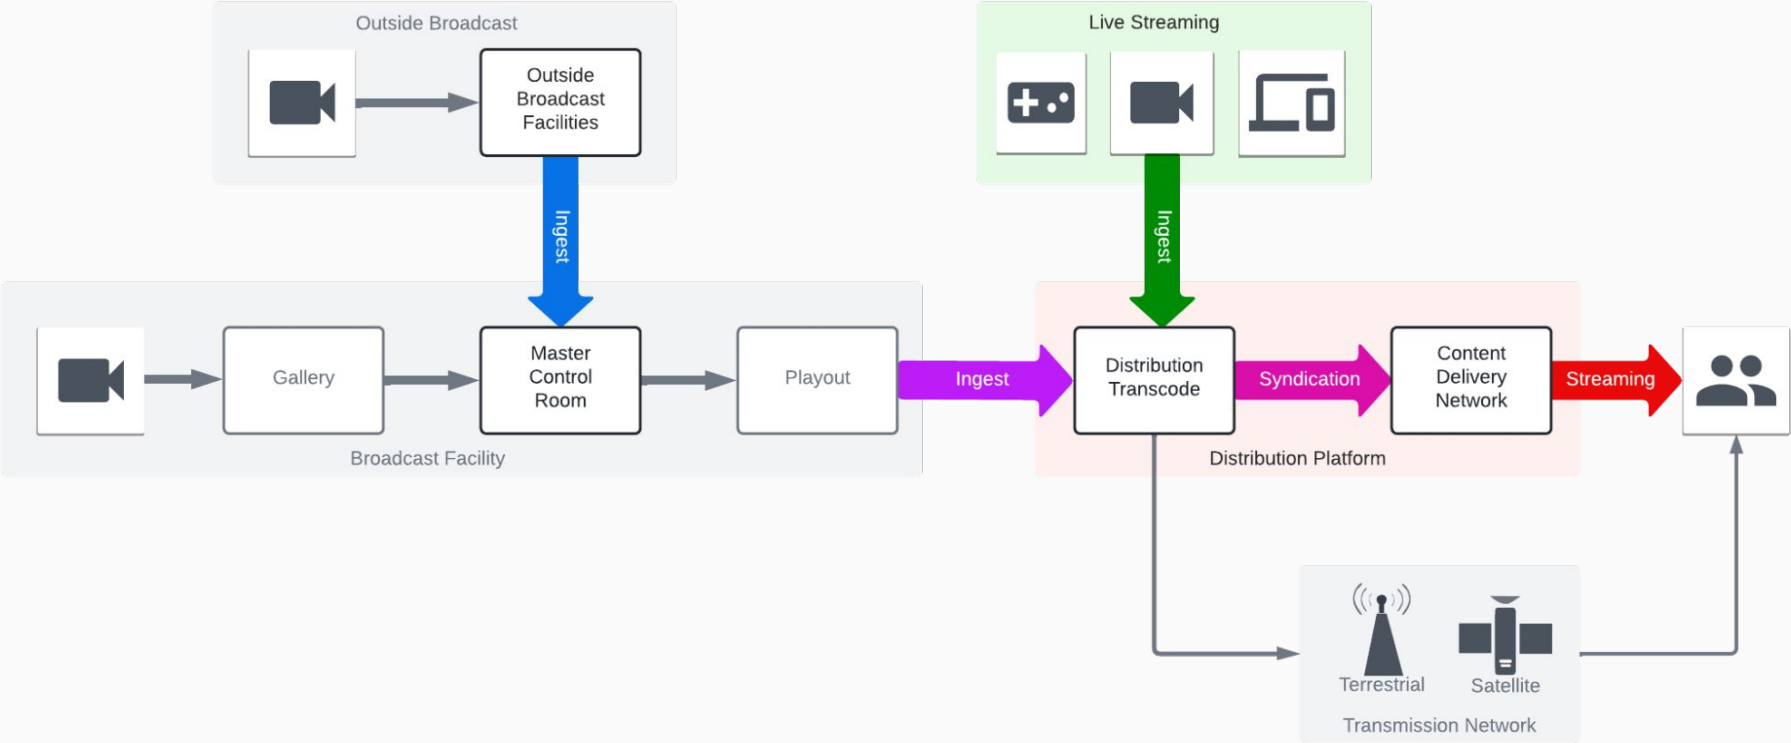 Outside Broadcast
Outside
Broadcast
Facilities
Live Streaming
Ingest
Ingest
Gallery
Master
Control
Room
Playout
Ingest
Distribution
Transcode
Syndication
Content
Delivery
Network
Streaming
Broadcast Facility
Distribution Platform
Terrestrial
Satellite
Transmission Network